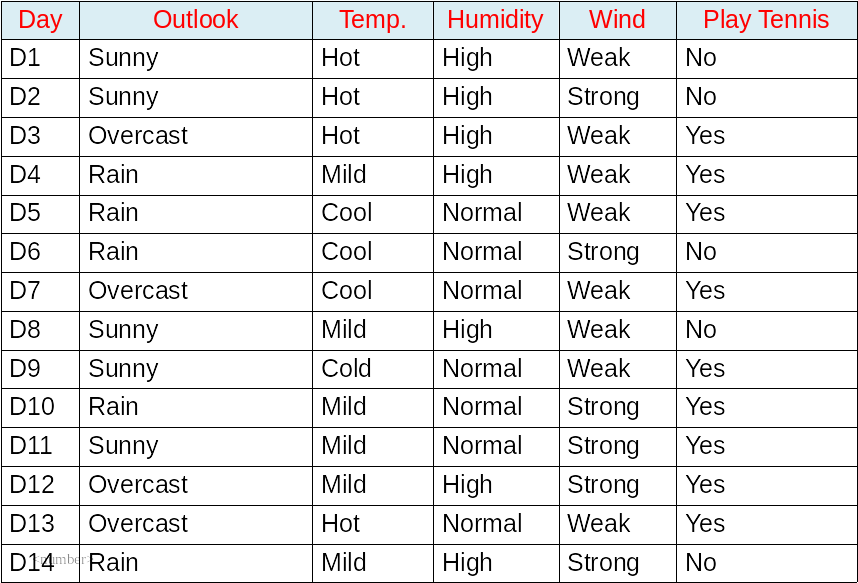 Day Outlook Temp. Humidity Wind Play Tennis
D1 Sunny Hot High Weak No
D2 Sunny Hot High Strong No
D3 Overcast Hot High Weak Yes
D4 Rain Mild High Weak Yes
D5 Rain Cool Normal Weak Yes
D6 Rain Cool Normal Strong No
D7 Overcast Cool Normal Weak Yes
D8 Sunny Mild High Weak No
D9 Sunny Cold Normal Weak Yes
D10 Rain Mild Normal Strong Yes
D11 Sunny Mild Normal Strong Yes
D12 Overcast Mild High Strong Yes
D13 Overcast Hot Normal Weak Yes
D14 Rain Mild High Strong No
<number>